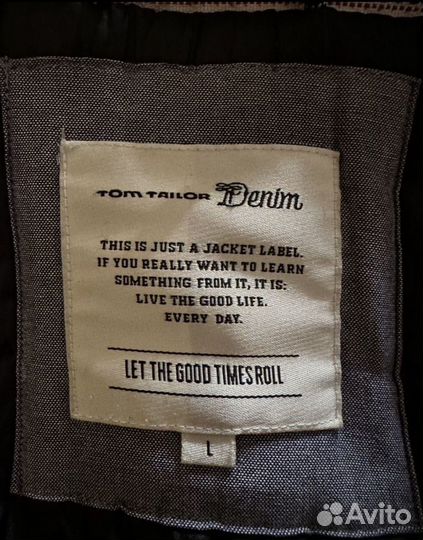 TOM TAILOR Denim
THIS IS JUST A JACKET LABEL.
IF YOU REALLY WANT TO LEARN
SOMETHING FROM IT, IT IS:
LIVE THE GOOD LIFE.
EVERY DAY.
LET THE GOOD TIMES ROLL
L
Avito